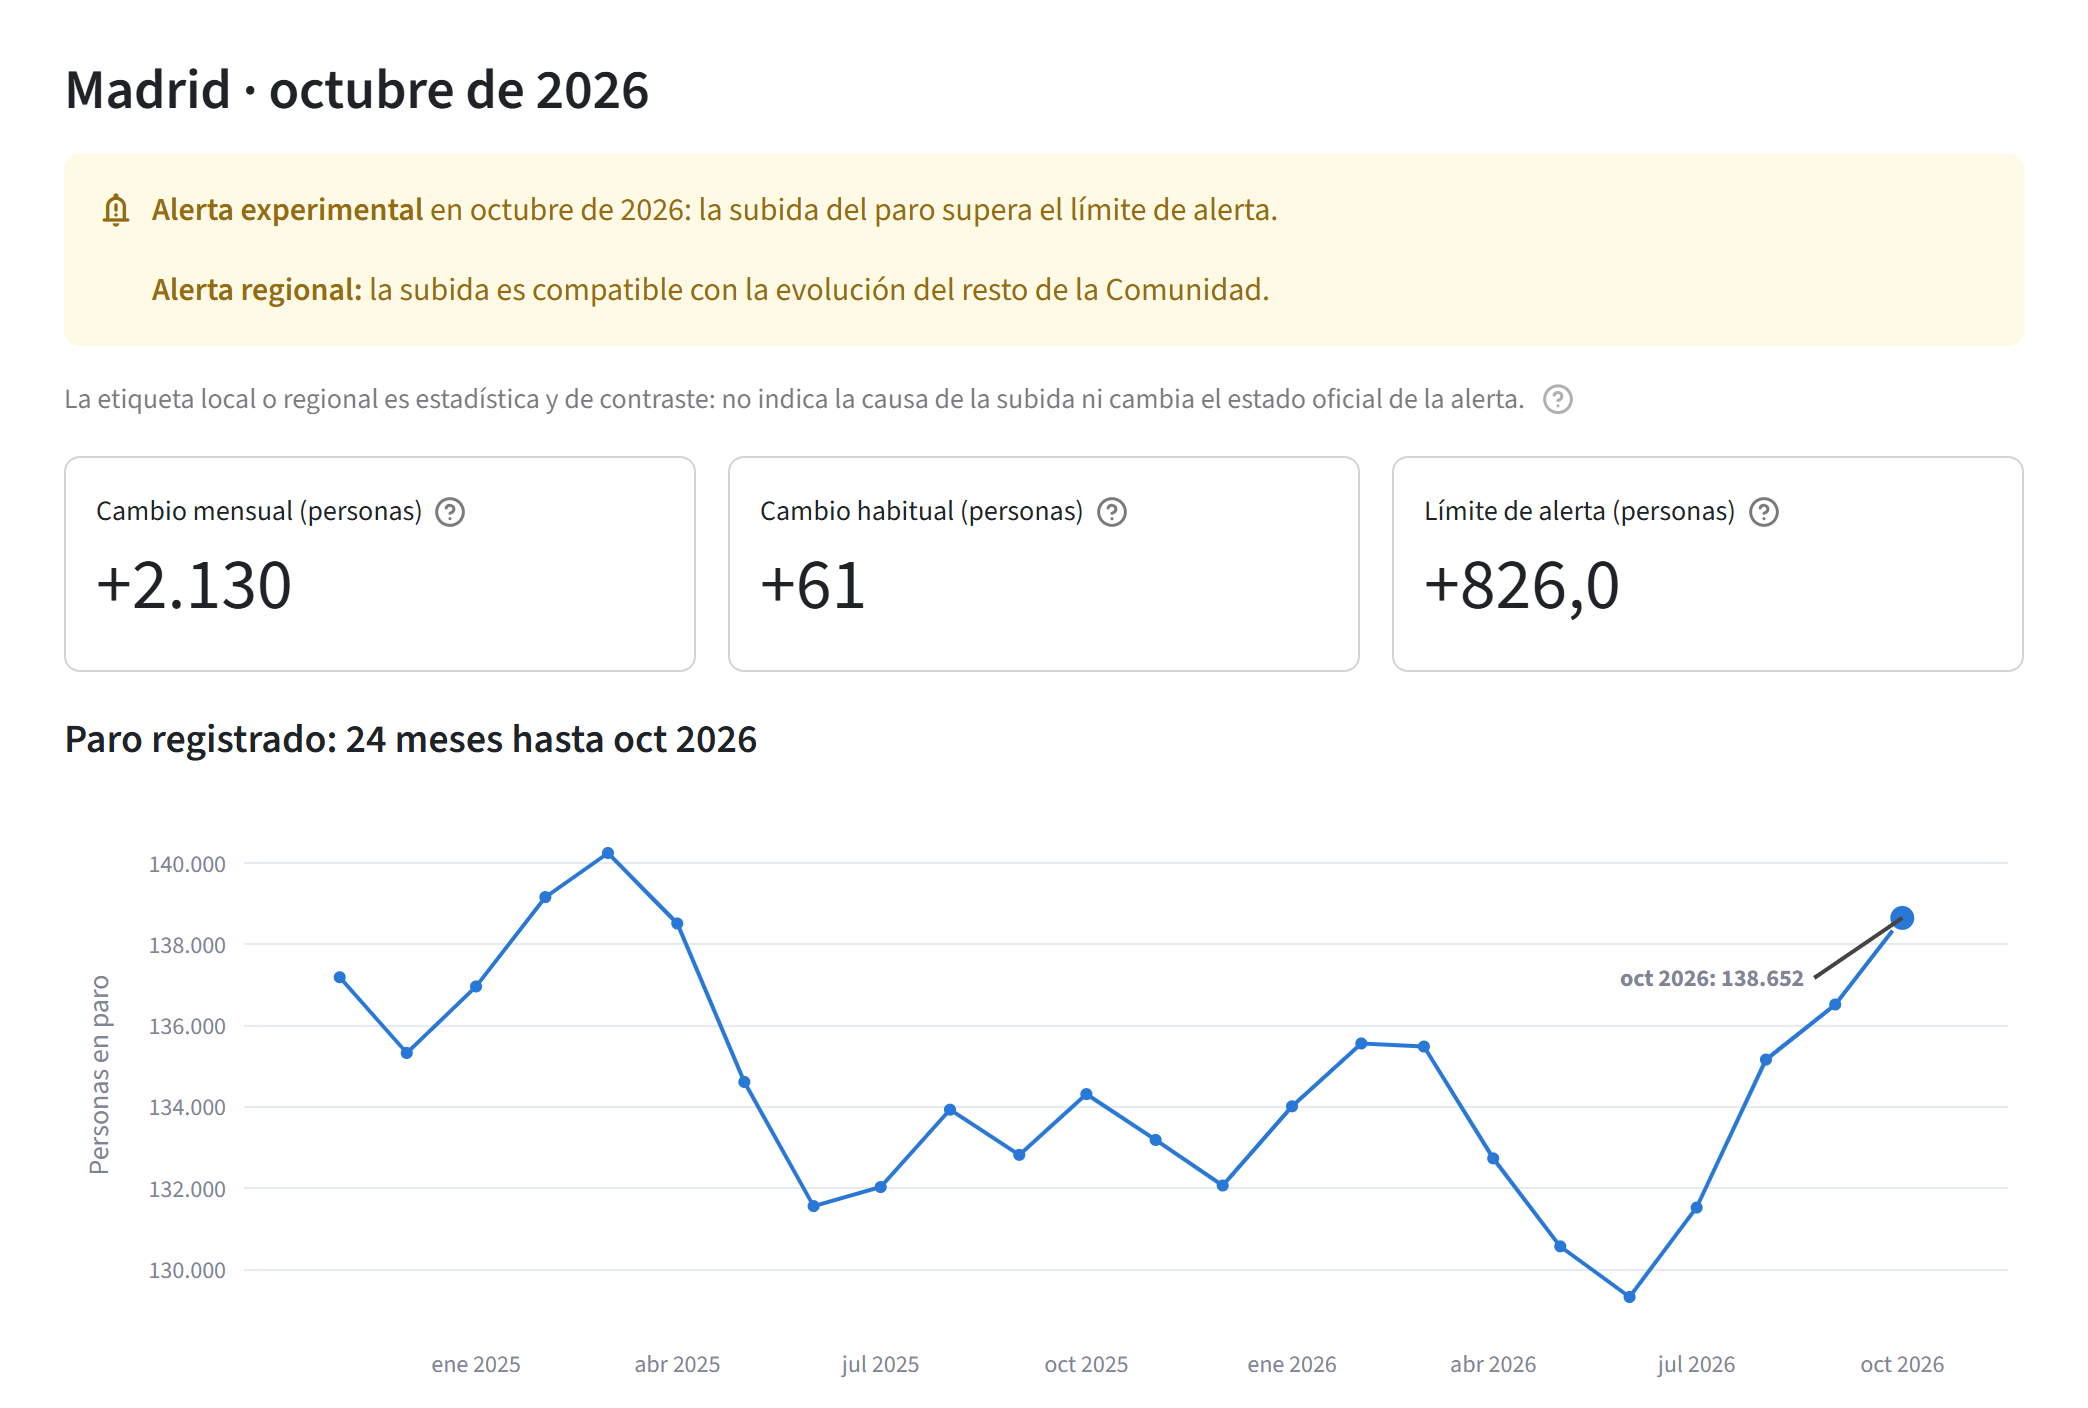 Madrid · octubre de 2026
Alerta experimental en octubre de 2026: la subida del paro supera el límite de alerta.
Alerta regional: la subida es compatible con la evolución del resto de la Comunidad.
La etiqueta local o regional es estadística y de contraste: no indica la causa de la subida ni cambia el estado oficial de la alerta.
Cambio mensual (personas)
+2.130
Cambio habitual (personas)
+61
Límite de alerta (personas)
+826,0
Paro registrado: 24 meses hasta oct 2026
Personas en paro
140.000
138.000
136.000
134.000
132.000
130.000
oct 2026: 138.652
ene 2025
abr 2025
jul 2025
oct 2025
ene 2026
abr 2026
jul 2026
oct 2026